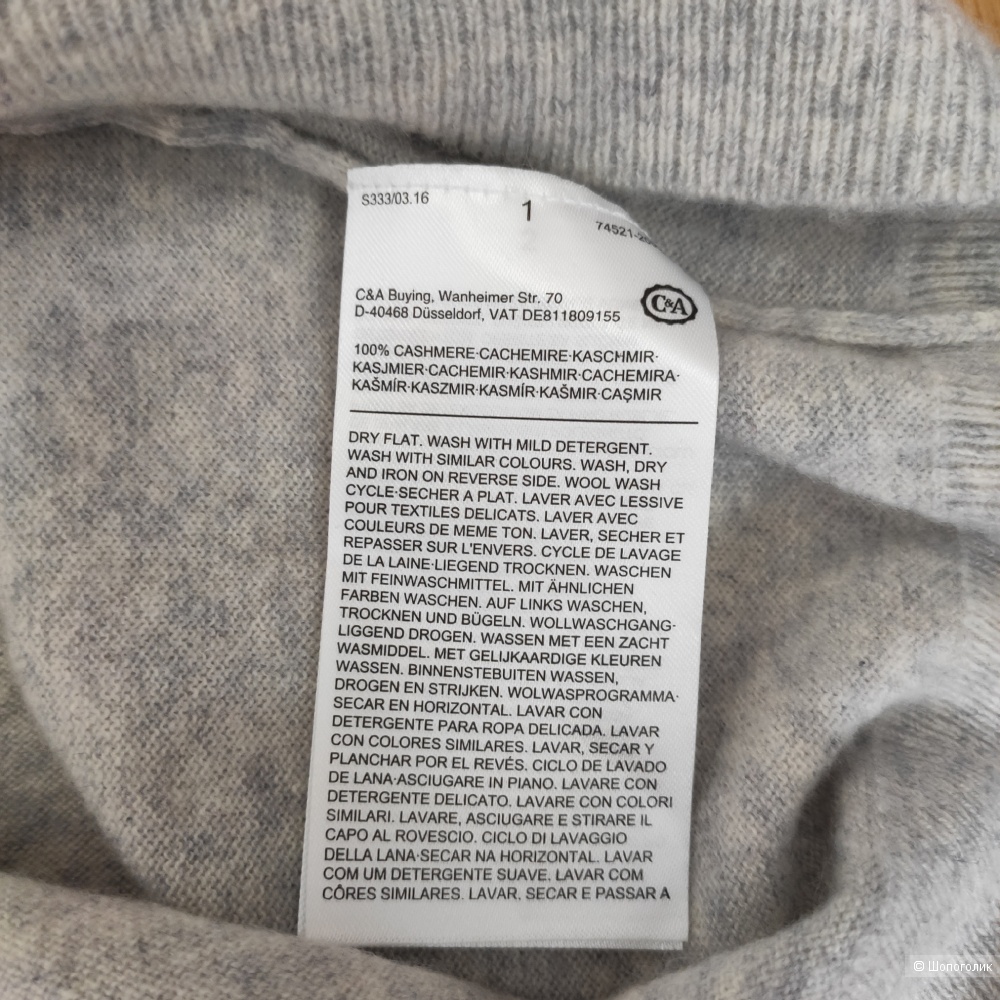 S333/03.16
1
2
C&A Buying, Wanheimer Str. 70
D-40468 Düsseldorf, VAT DE811809155
C&A
100% CASHMERE·CACHEMIRE·KASCHMIR·
KASJMIER·CACHEMIR·KASHMIR·CACHEMIRA·
KAŠMÍR·KASZMIR·KASMÍR·KAŠMIR·CAŞMIR
DRY FLAT. WASH WITH MILD DETERGENT.
WASH WITH SIMILAR COLOURS. WASH, DRY
AND IRON ON REVERSE SIDE. WOOL WASH
CYCLE·SECHER A PLAT. LAVER AVEC LESSIVE
POUR TEXTILES DELICATS. LAVER AVEC
COULEURS DE MEME TON. LAVER, SECHER ET
REPASSER SUR L'ENVERS. CYCLE DE LAVAGE
DE LA LAINE·LIEGEND TROCKNEN. WASCHEN
MIT FEINWASCHMITTEL. MIT ÄHNLICHEN
FARBEN WASCHEN. AUF LINKS WASCHEN,
TROCKNEN UND BÜGELN. WOLLWASCHGANG·
LIGGEND DROGEN. WASSEN MET EEN ZACHT
WASMIDDEL. MET GELIJKAARDIGE KLEUREN
WASSEN. BINNENSTEBUITEN WASSEN,
DROGEN EN STRIJKEN. WOLWASPROGRAMMA·
SECAR EN HORIZONTAL. LAVAR CON
DETERGENTE PARA ROPA DELICADA. LAVAR
CON COLORES SIMILARES. LAVAR, SECAR Y
PLANCHAR POR EL REVÉS. CICLO DE LAVADO
DE LANA·ASCIUGARE IN PIANO. LAVARE CON
DETERGENTE DELICATO. LAVARE CON COLORI
SIMILARI. LAVARE, ASCIUGARE E STIRARE IL
CAPO AL ROVESCIO. CICLO DI LAVAGGIO
DELLA LANA·SECAR NA HORIZONTAL. LAVAR
COM UM DETERGENTE SUAVE. LAVAR COM
CÔRES SIMILARES. LAVAR, SECAR E PASSAR A
© Шопоголик